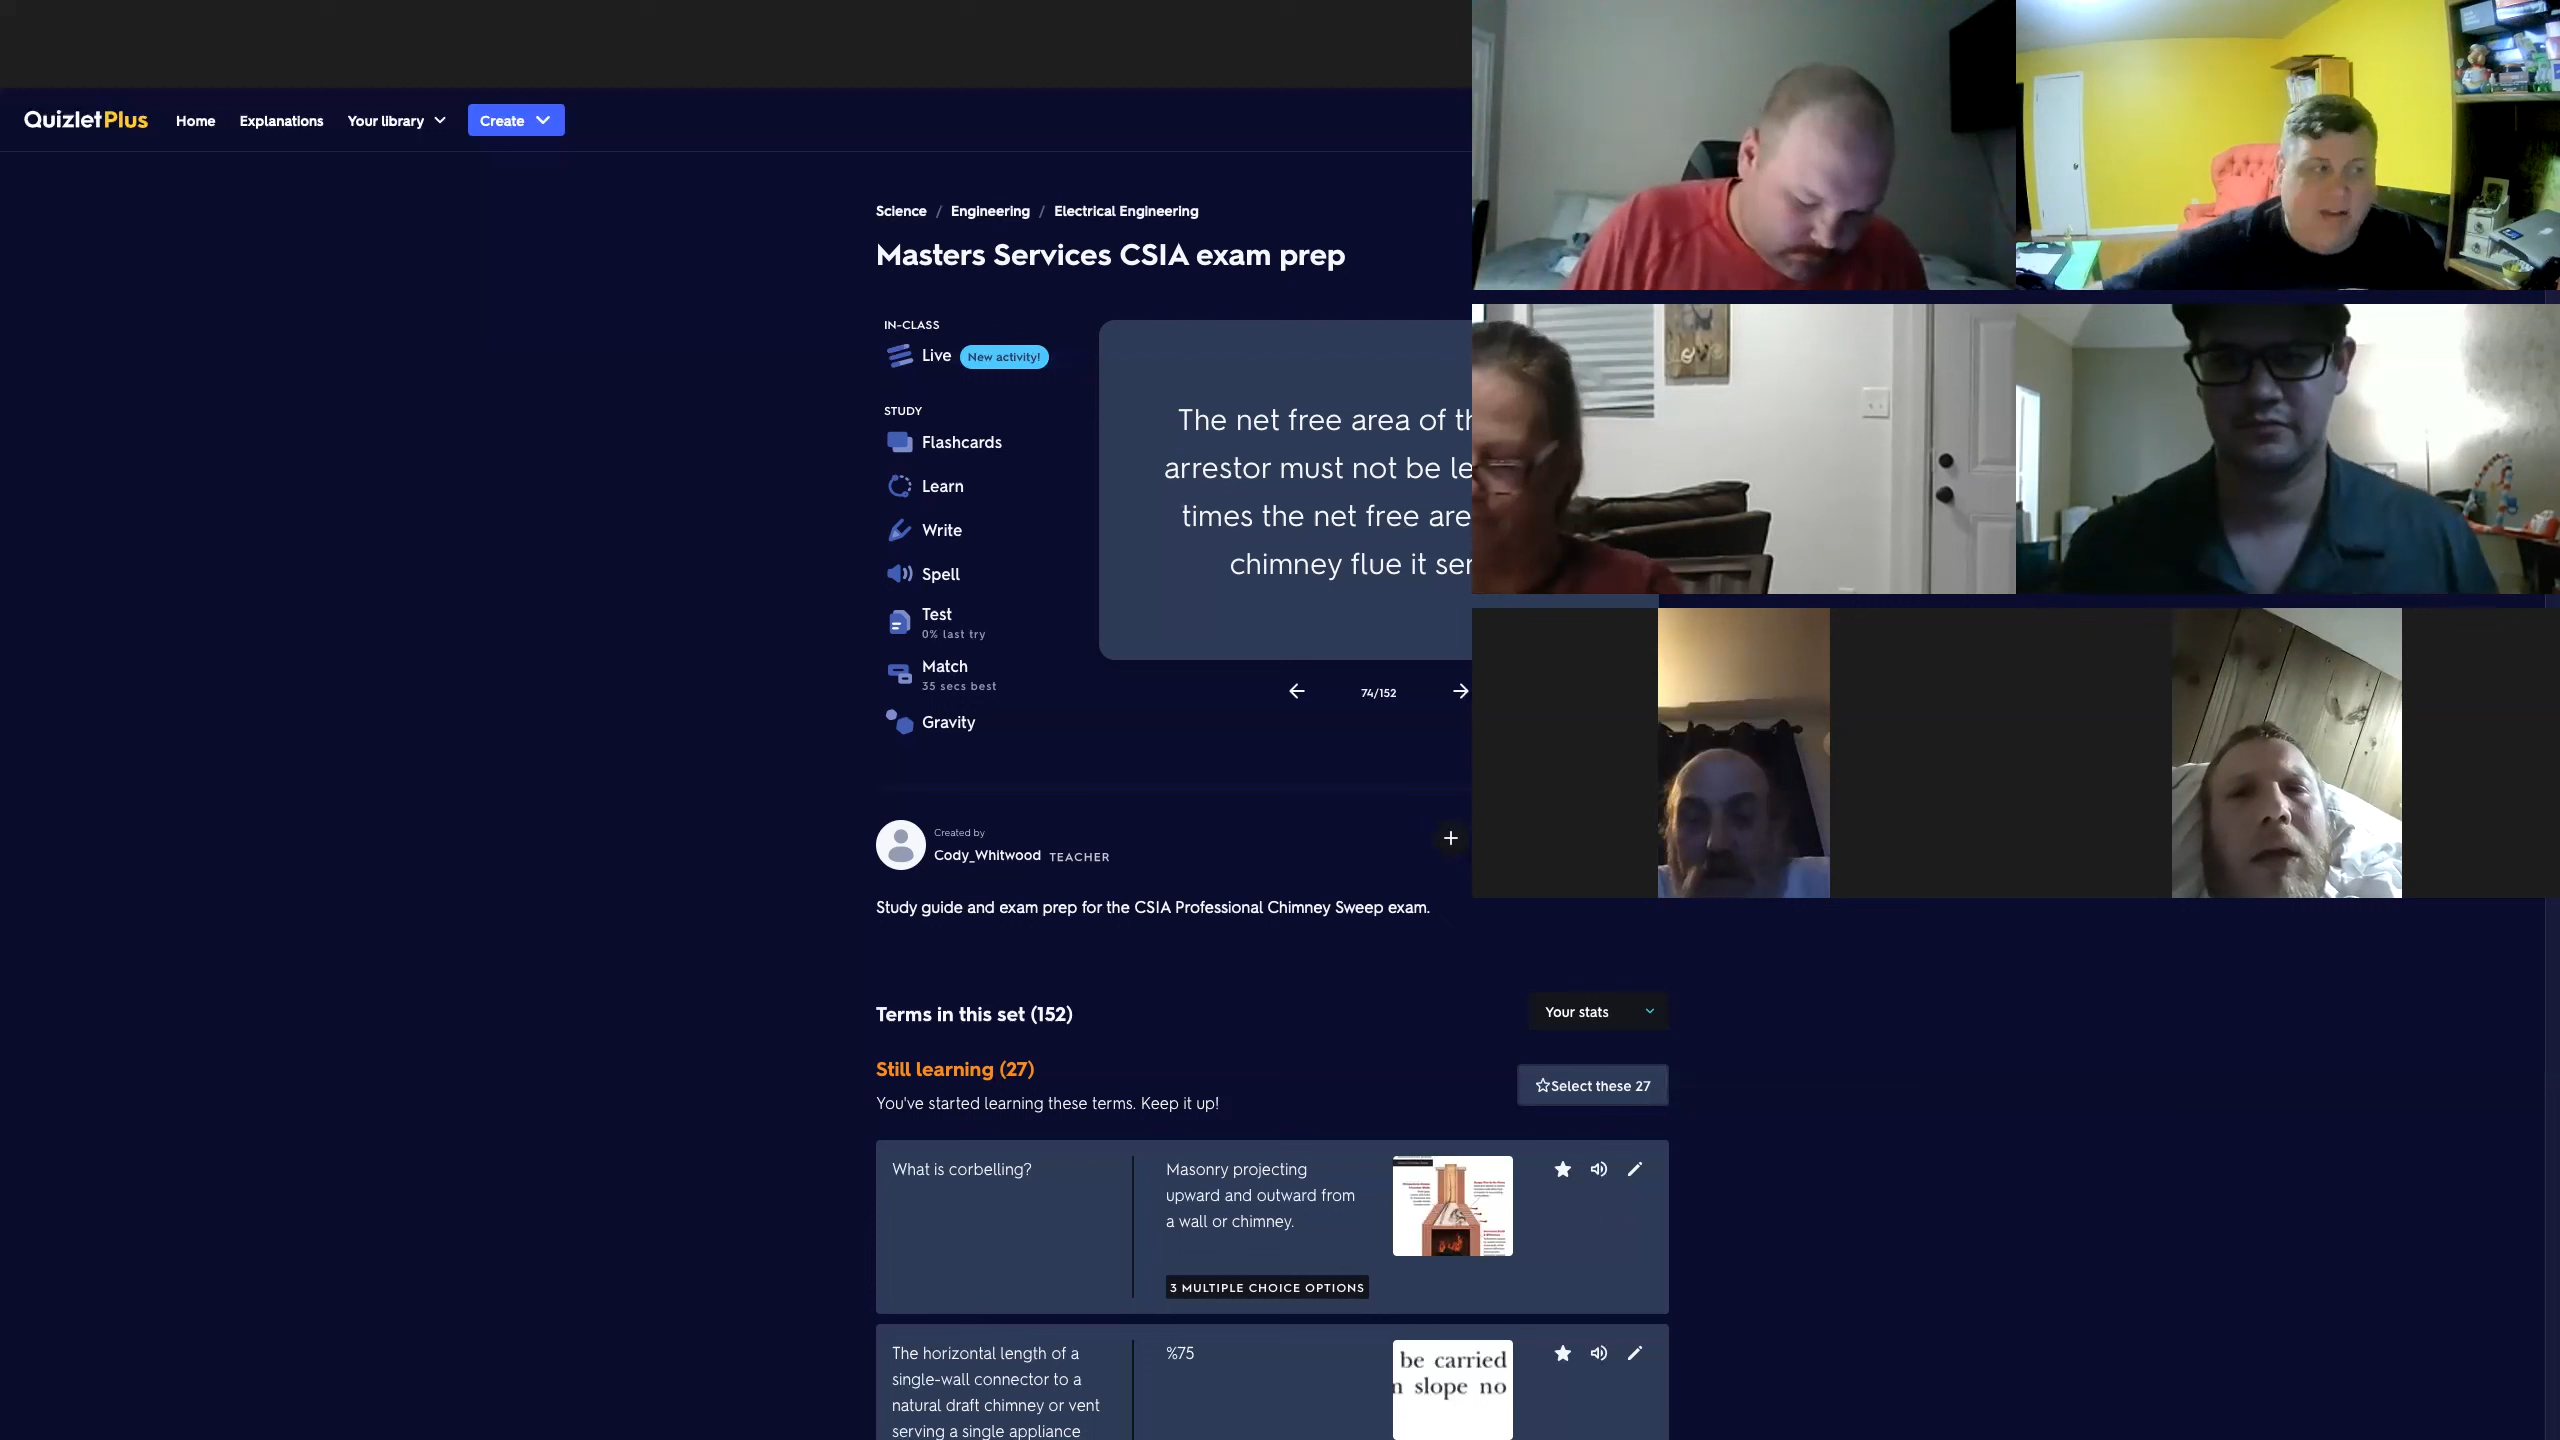 QuizletPlus
Home
Explanations
Your library
Create
Science / Engineering / Electrical Engineering
Masters Services CSIA exam prep
IN-CLASS
Live New activity!
STUDY
Flashcards
Learn
Write
Spell
Test
0% last try
Match
35 secs best
Gravity
The net free area of
arrestor must not be
times the net free
chimney flue it
74/152
Created by
Cody_Whitwood TEACHER
Study guide and exam prep for the CSIA Professional Chimney Sweep exam.
Terms in this set (152)
Your stats
Still learning (27)
Select these 27
You've started learning these terms. Keep it up!
What is corbelling?
Masonry projecting
upward and outward from
a wall or chimney.
3 MULTIPLE CHOICE OPTIONS
The horizontal length of a
single-wall connector to a
natural draft chimney or vent
serving a single appliance
%75
be carried
slope no